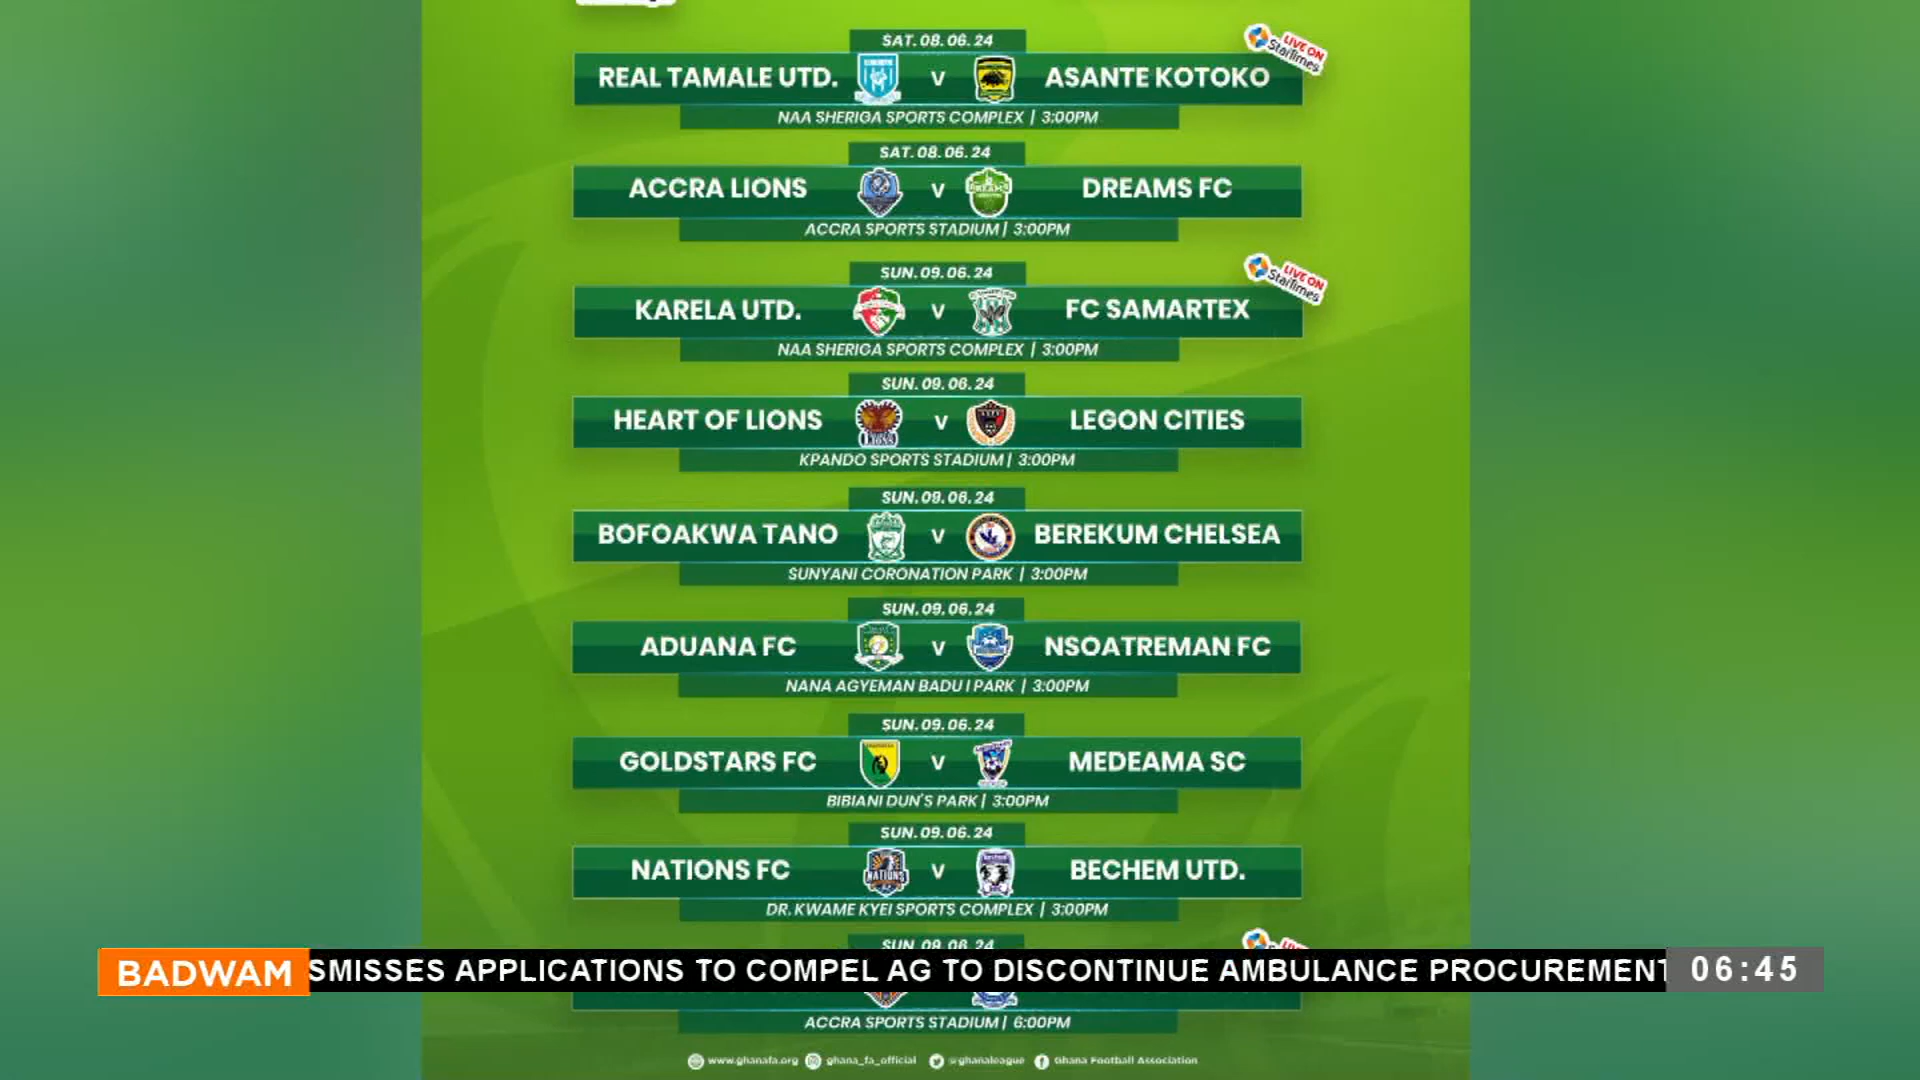 SAT. 08. 06. 24
LIVE ON
StarTimes
REAL TAMALE UTD. V ASANTE KOTOKO
NAA SHERIGA SPORTS COMPLEX | 3:00PM
SAT. 08. 06. 24
ACCRA LIONS V DREAMS FC
ACCRA SPORTS STADIUM | 3:00PM
SUN. 09. 06. 24
LIVE ON
StarTimes
KARELA UTD. V FC SAMARTEX
NAA SHERIGA SPORTS COMPLEX | 3:00PM
SUN. 09. 06. 24
HEART OF LIONS V LEGON CITIES
KPANDO SPORTS STADIUM | 3:00PM
SUN. 09. 06. 24
BOFOAKWA TANO V BEREKUM CHELSEA
SUNYANI CORONATION PARK | 3:00PM
SUN. 09. 06. 24
ADUANA FC V NSOATREMAN FC
NANA AGYEMAN BADU I PARK | 3:00PM
SUN. 09. 06. 24
GOLDSTARS FC V MEDEAMA SC
BIBIANI DUN'S PARK | 3:00PM
SUN. 09. 06. 24
NATIONS FC NATIONS V BECHEM UTD.
DR. KWAME KYEI SPORTS COMPLEX | 3:00PM
SUN. 09. 06. 24
BADWAM SMISSES APPLICATIONS TO COMPEL AG TO DISCONTINUE AMBULANCE PROCUREMENT 06:45
ACCRA SPORTS STADIUM | 6:00PM
www.ghanafa.org ghana_fa_official @ghanaleague Ghana Football Association